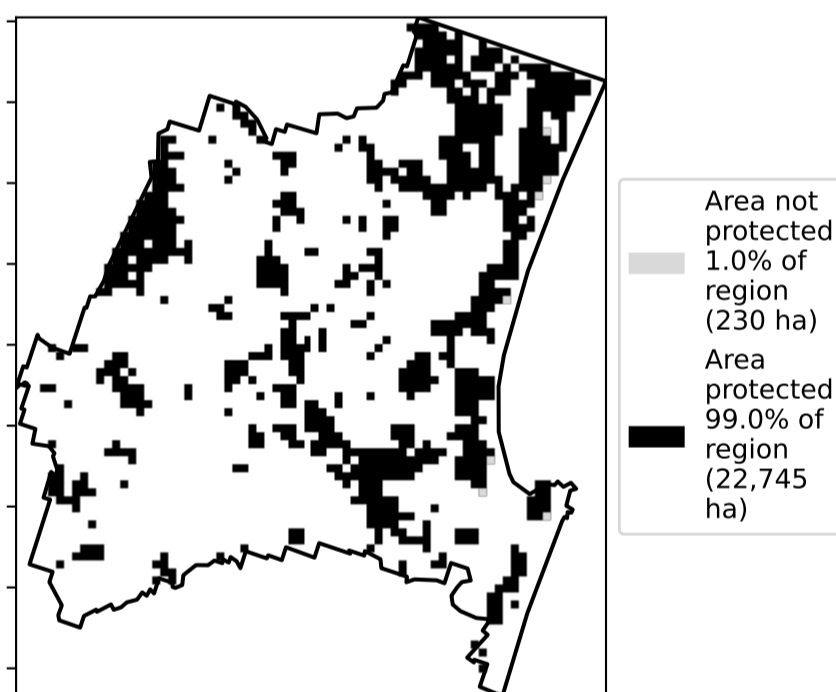 Area not
protected
1.0% of
region
(230 ha)
Area
protected
99.0% of
region
(22,745
ha)